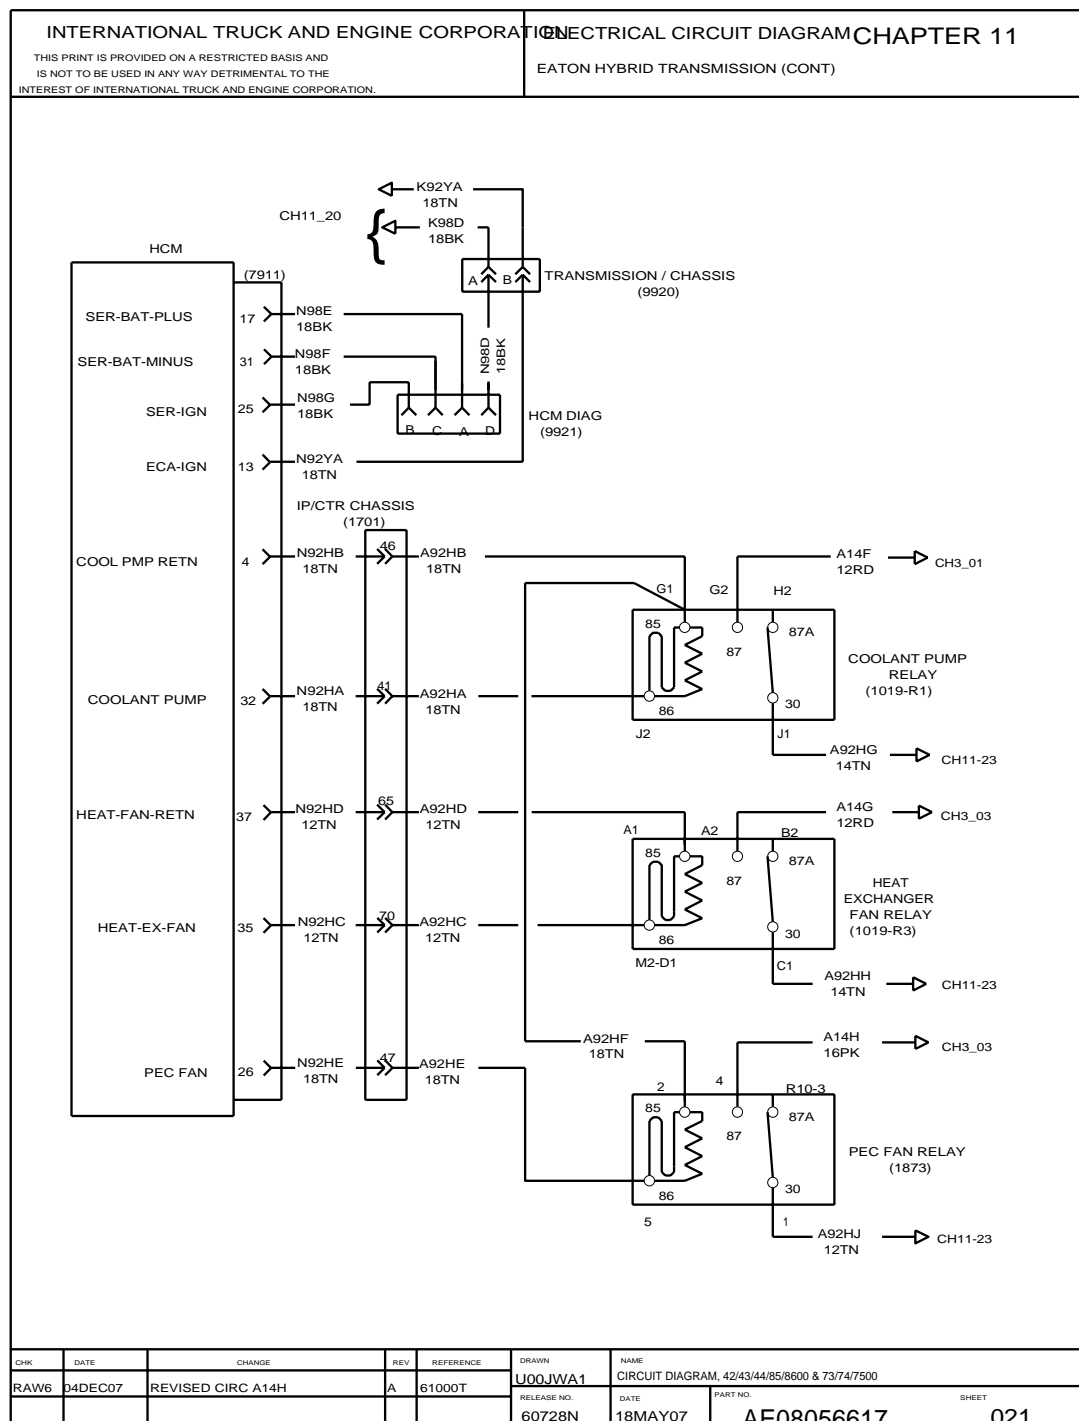 INTERNATIONAL TRUCK AND ENGINE CORPORATION
ELECTRICAL CIRCUIT DIAGRAM
CHAPTER 11
THIS PRINT IS PROVIDED ON A RESTRICTED BASIS AND
IS NOT TO BE USED IN ANY WAY DETRIMENTAL TO THE
INTEREST OF INTERNATIONAL TRUCK AND ENGINE CORPORATION.
EATON HYBRID TRANSMISSION (CONT)
K92YA
18TN
CH11_20
{
K98D
18BK
HCM
(7911)
A
B
TRANSMISSION / CHASSIS
(9920)
SER-BAT-PLUS
17
N98E
18BK
SER-BAT-MINUS
31
N98F
18BK
N98D
18BK
SER-IGN
25
N98G
18BK
B
C
A
D
HCM DIAG
(9921)
ECA-IGN
13
N92YA
18TN
IP/CTR CHASSIS
(1701)
COOL PMP RETN
4
N92HB
18TN
46
A92HB
18TN
A14F
12RD
CH3_01
G1
G2
H2
85
87
87A
COOLANT PUMP
RELAY
(1019-R1)
COOLANT PUMP
32
N92HA
18TN
41
A92HA
18TN
86
30
J2
J1
A92HG
14TN
CH11-23
HEAT-FAN-RETN
37
N92HD
12TN
65
A92HD
12TN
A14G
12RD
CH3_03
A1
A2
B2
85
87
87A
HEAT
EXCHANGER
FAN RELAY
(1019-R3)
HEAT-EX-FAN
35
N92HC
12TN
70
A92HC
12TN
86
30
M2-D1
C1
A92HH
14TN
CH11-23
A92HF
18TN
A14H
16PK
CH3_03
PEC FAN
26
N92HE
18TN
47
A92HE
18TN
2
4
R10-3
85
87
87A
PEC FAN RELAY
(1873)
86
30
5
1
A92HJ
12TN
CH11-23
CHK
DATE
CHANGE
REV
REFERENCE
DRAWN
NAME
RAW6
04DEC07
REVISED CIRC A14H
A
61000T
U00JWA1
CIRCUIT DIAGRAM, 42/43/44/85/8600 & 73/74/7500
RELEASE NO.
DATE
PART NO.
SHEET
60728N
18MAY07
AE08056617
021